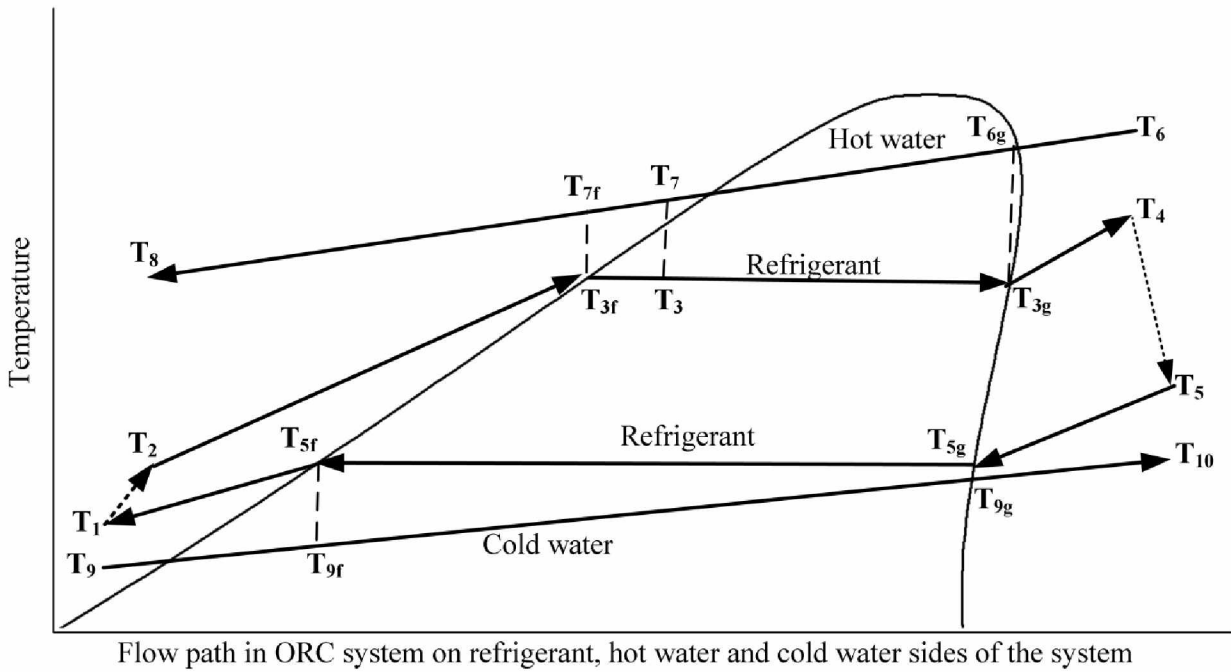 T6g
T6
Hot water
T7f
T7
T4
T8
Refrigerant
T3f
T3
T3g
Temperature
T5
T2
T5f
Refrigerant
T5g
T10
T1
T9g
T9
Cold water
T9f
Flow path in ORC system on refrigerant, hot water and cold water sides of the system